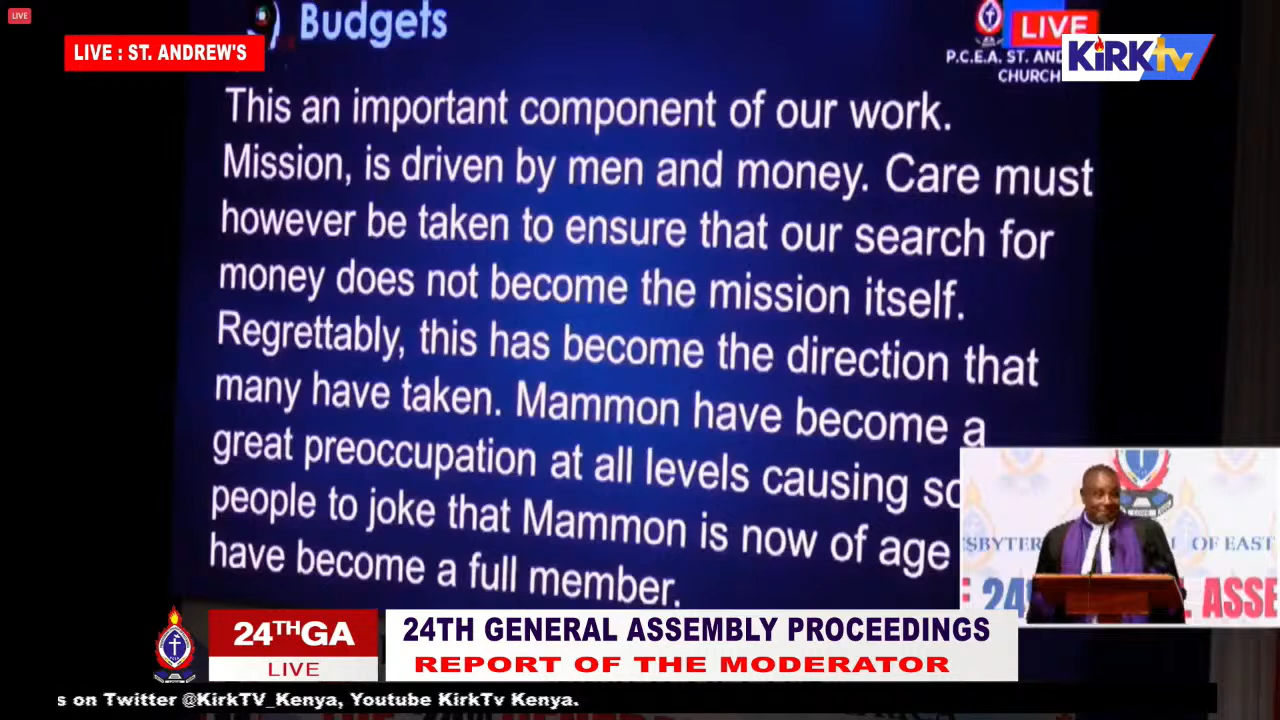 LIVE
Budgets
LIVE : ST. ANDREW'S
LIVE
P.C.E.A. ST.
CHURCH
KiRKtv
This an important component of our work.
Mission, is driven by men and money. Care must
however be taken to ensure that our search for
money does not become the mission itself.
Regrettably, this has become the direction that
many have taken. Mammon have become a
great preoccupation at all levels causing
people to joke that Mammon is now of age
have become a full member.
OF EAST
24TH GA
LIVE
24TH GENERAL ASSEMBLY PROCEEDINGS
REPORT OF THE MODERATOR
on Twitter @KirkTV_Kenya, Youtube KirkTv Kenya.